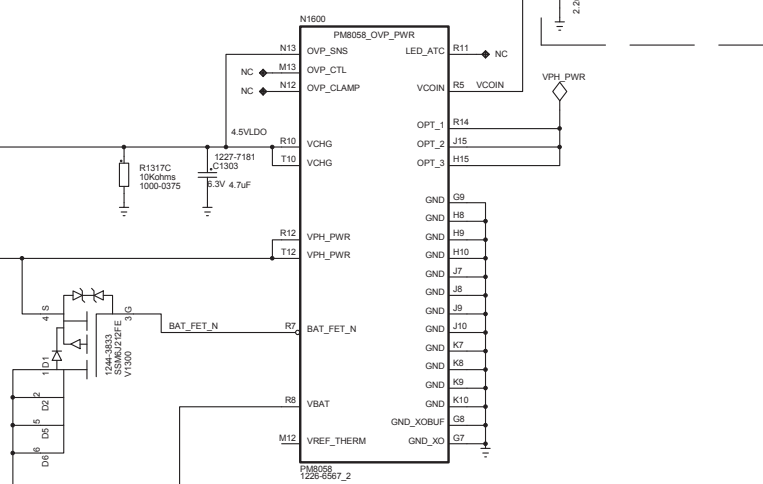 N1600
2.2
PM8058_OVP_PWR
N13 OVP_SNS LED_ATC R11 NC
NC M13 OVP_CTL
NC N12 OVP_CLAMP VCOIN R5 VCOIN
VPH_PWR
OPT_1 R14
4.5VLDO
R10 VCHG OPT_2 J15
T10 VCHG OPT_3 H15
1227-7181
C1303
6.3V 4.7uF
R1317C
10Kohms
1000-0375
GND G9
GND H8
R12 VPH_PWR GND H9
T12 VPH_PWR GND H10
GND J7
GND J8
GND J9
BAT_FET_N R7 BAT_FET_N GND J10
GND K7
GND K8
GND K9
R8 VBAT GND K10
GND_XOBUF G8
M12 VREF_THERM GND_XO G7
4 S
3 G
1 D1
2
D2
5
D5
6
D6
1244-3833
SSM6J212FE
V1300
PM8058
1226-6567_2